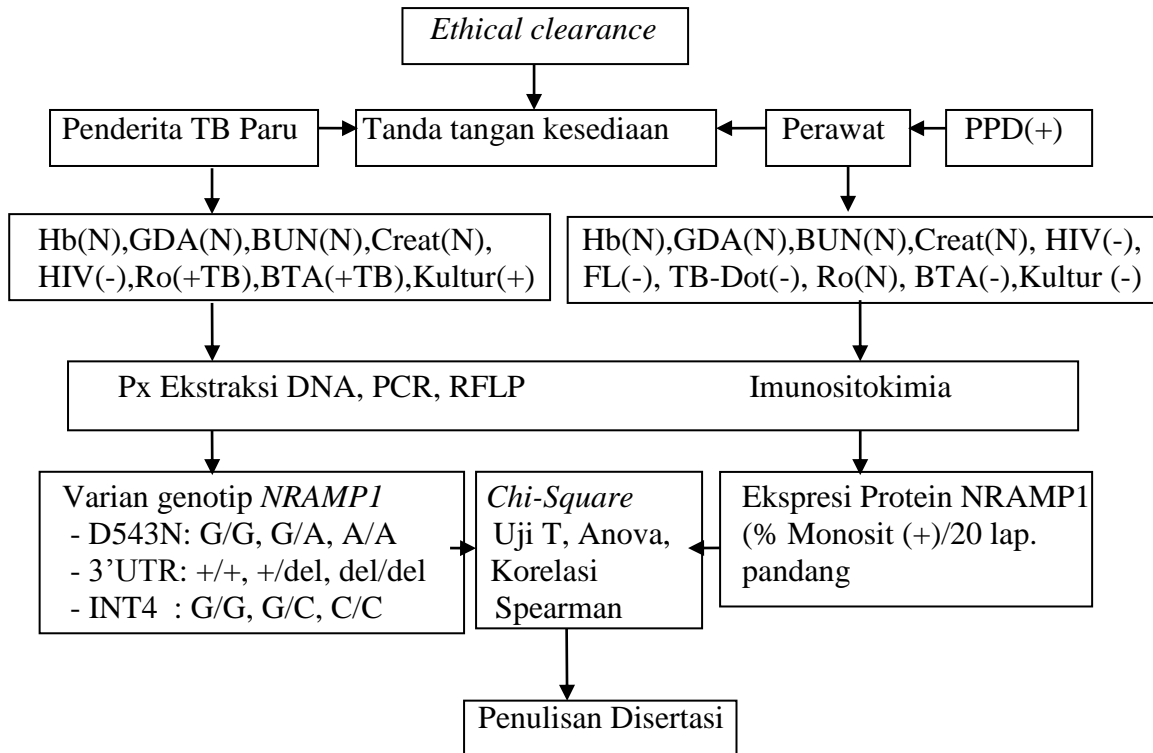 Ethical clearance
Penderita TB Paru
Tanda tangan kesediaan
Perawat
PPD(+)
Hb(N),GDA(N),BUN(N),Creat(N),
HIV(-),Ro(+TB),BTA(+TB),Kultur(+)
Hb(N),GDA(N),BUN(N),Creat(N), HIV(-),
FL(-), TB-Dot(-), Ro(N), BTA(-),Kultur (-)
Px Ekstraksi DNA, PCR, RFLP
Imunositokimia
Varian genotip NRAMP1
- D543N: G/G, G/A, A/A
- 3’UTR: +/+, +/del, del/del
- INT4 : G/G, G/C, C/C
Chi-Square
Uji T, Anova,
Korelasi
Spearman
Ekspresi Protein NRAMP1
(% Monosit (+)/20 lap.
pandang
Penulisan Disertasi